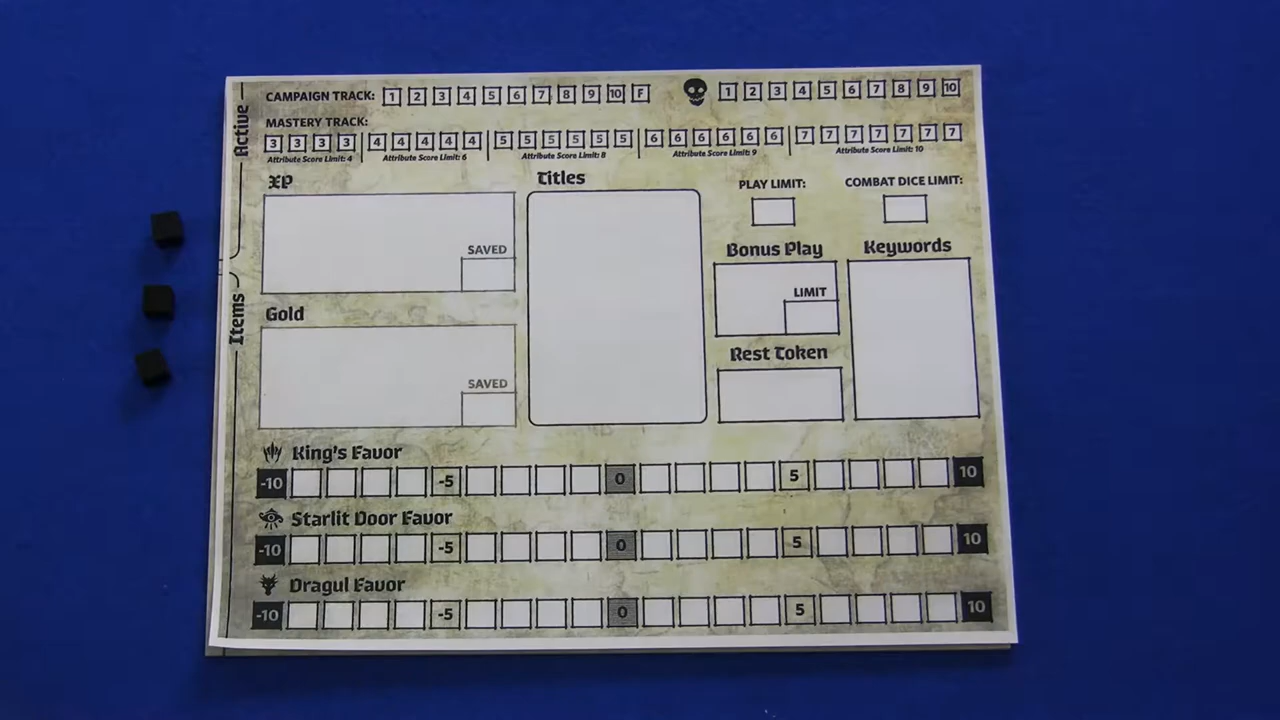 CAMPAIGN TRACK: 1 2 3 4 5 6 7 8 9 10 F 1 2 3 4 5 6 7 8 9 10
MASTERY TRACK:
3 3 3 3 4 4 4 4 4 5 5 5 5 5 5 6 6 6 6 6 6 7 7 7 7 7 7 7
Attribute Score Limit: 4 Attribute Score Limit: 6 Attribute Score Limit: 8 Attribute Score Limit: 9 Attribute Score Limit: 10
Active
Items
XP
SAVED
Gold
SAVED
Titles
PLAY LIMIT:
COMBAT DICE LIMIT:
Bonus Play
LIMIT
Keywords
Rest Token
King's Favor
-10 -5 0 5 10
Starlit Door Favor
-10 -5 0 5 10
Dragul Favor
-10 -5 0 5 10